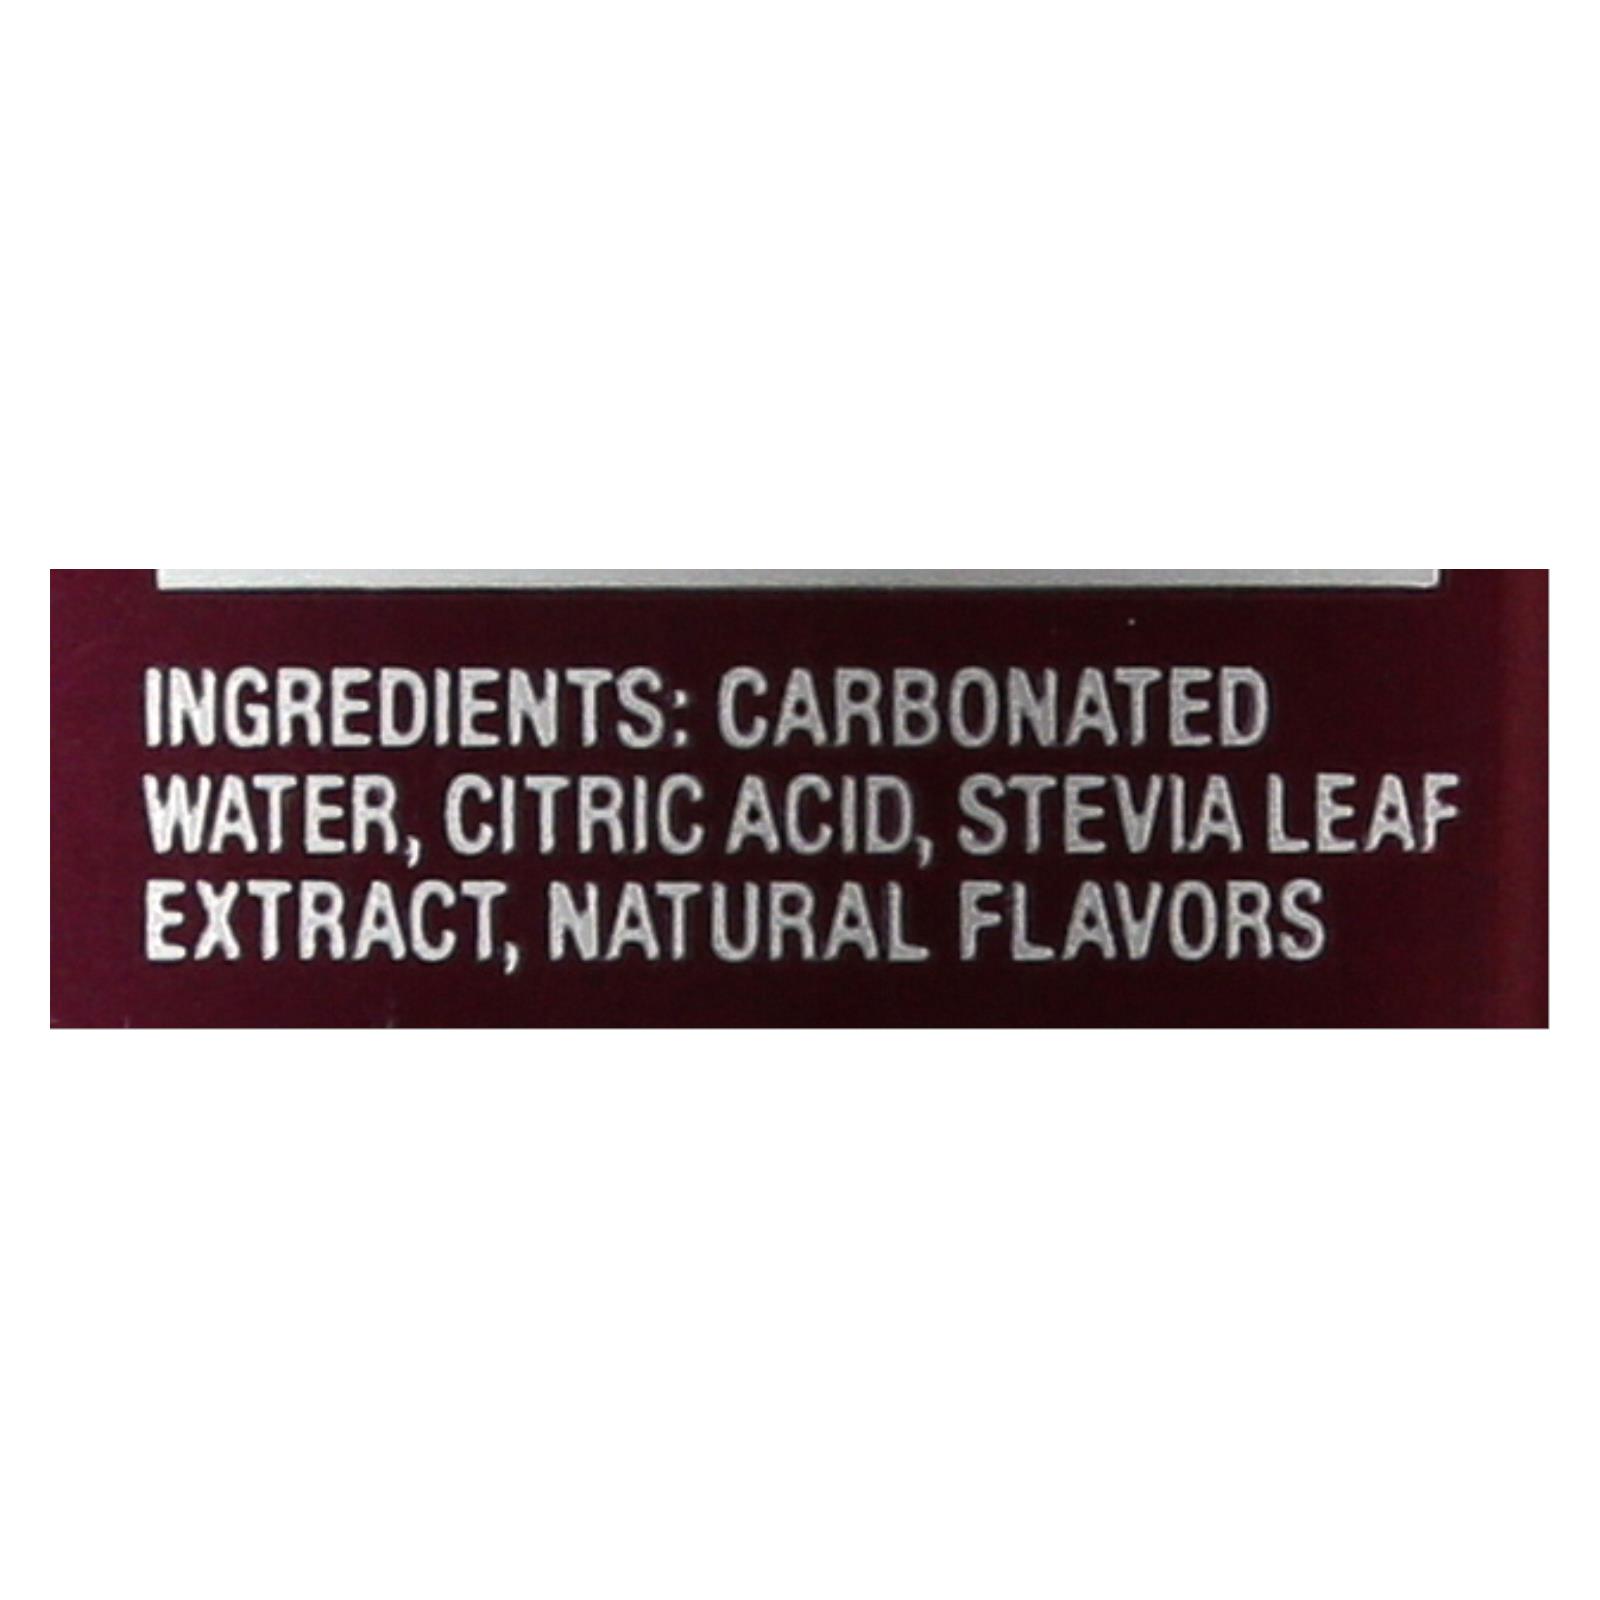 INGREDIENTS: CARBONATED
WATER, CITRIC ACID, STEVIA LEAF
EXTRACT, NATURAL FLAVORS